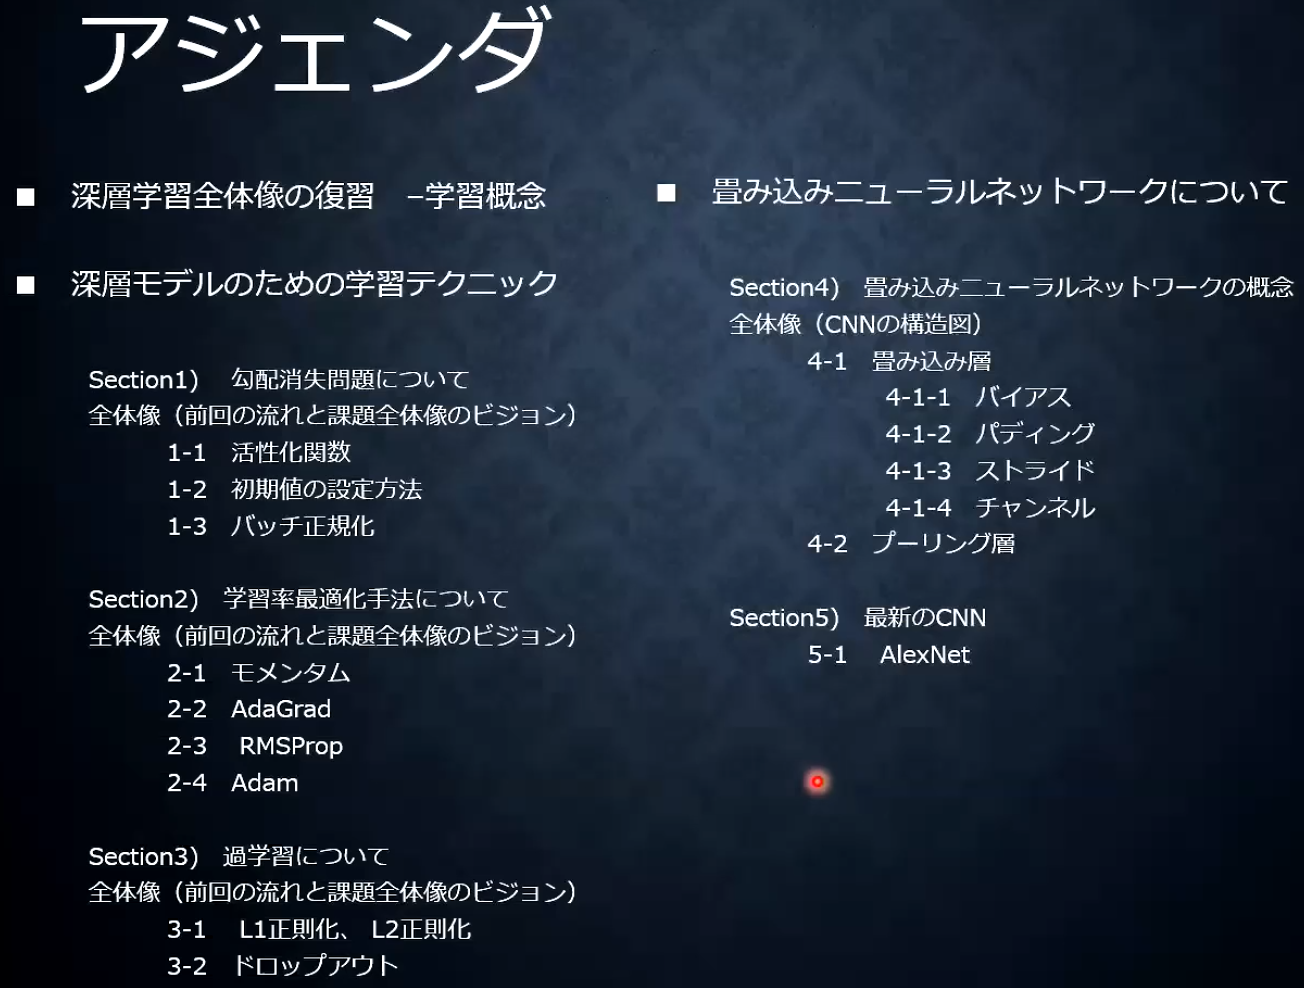 アジェンダ
■ 深層学習全体像の復習 –学習概念
■ 深層モデルのための学習テクニック
Section1) 勾配消失問題について
全体像（前回の流れと課題全体像のビジョン）
1-1 活性化関数
1-2 初期値の設定方法
1-3 バッチ正規化
Section2) 学習率最適化手法について
全体像（前回の流れと課題全体像のビジョン）
2-1 モメンタム
2-2 AdaGrad
2-3 RMSProp
2-4 Adam
Section3) 過学習について
全体像（前回の流れと課題全体像のビジョン）
3-1 L1正則化、 L2正則化
3-2 ドロップアウト
■ 畳み込みニューラルネットワークについて
Section4) 畳み込みニューラルネットワークの概念
全体像（CNNの構造図）
4-1 畳み込み層
4-1-1 バイアス
4-1-2 パディング
4-1-3 ストライド
4-1-4 チャンネル
4-2 プーリング層
Section5) 最新のCNN
5-1 AlexNet